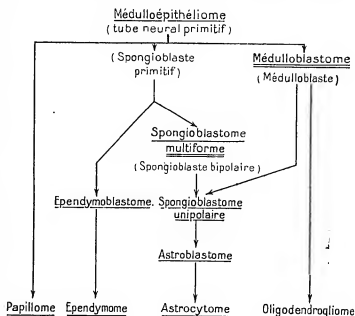 Médulloépithéliome
(tube neural primitif)
(Spongioblaste
primitif)
Médulloblastome
(Médulloblaste)
Spongioblastome
multiforme
(Spongioblaste bipolaire)
Ependymoblastome. Spongioblastome
unipolaire
Astroblastome
Papillome Ependymome Astrocytome Oligodendrogliome